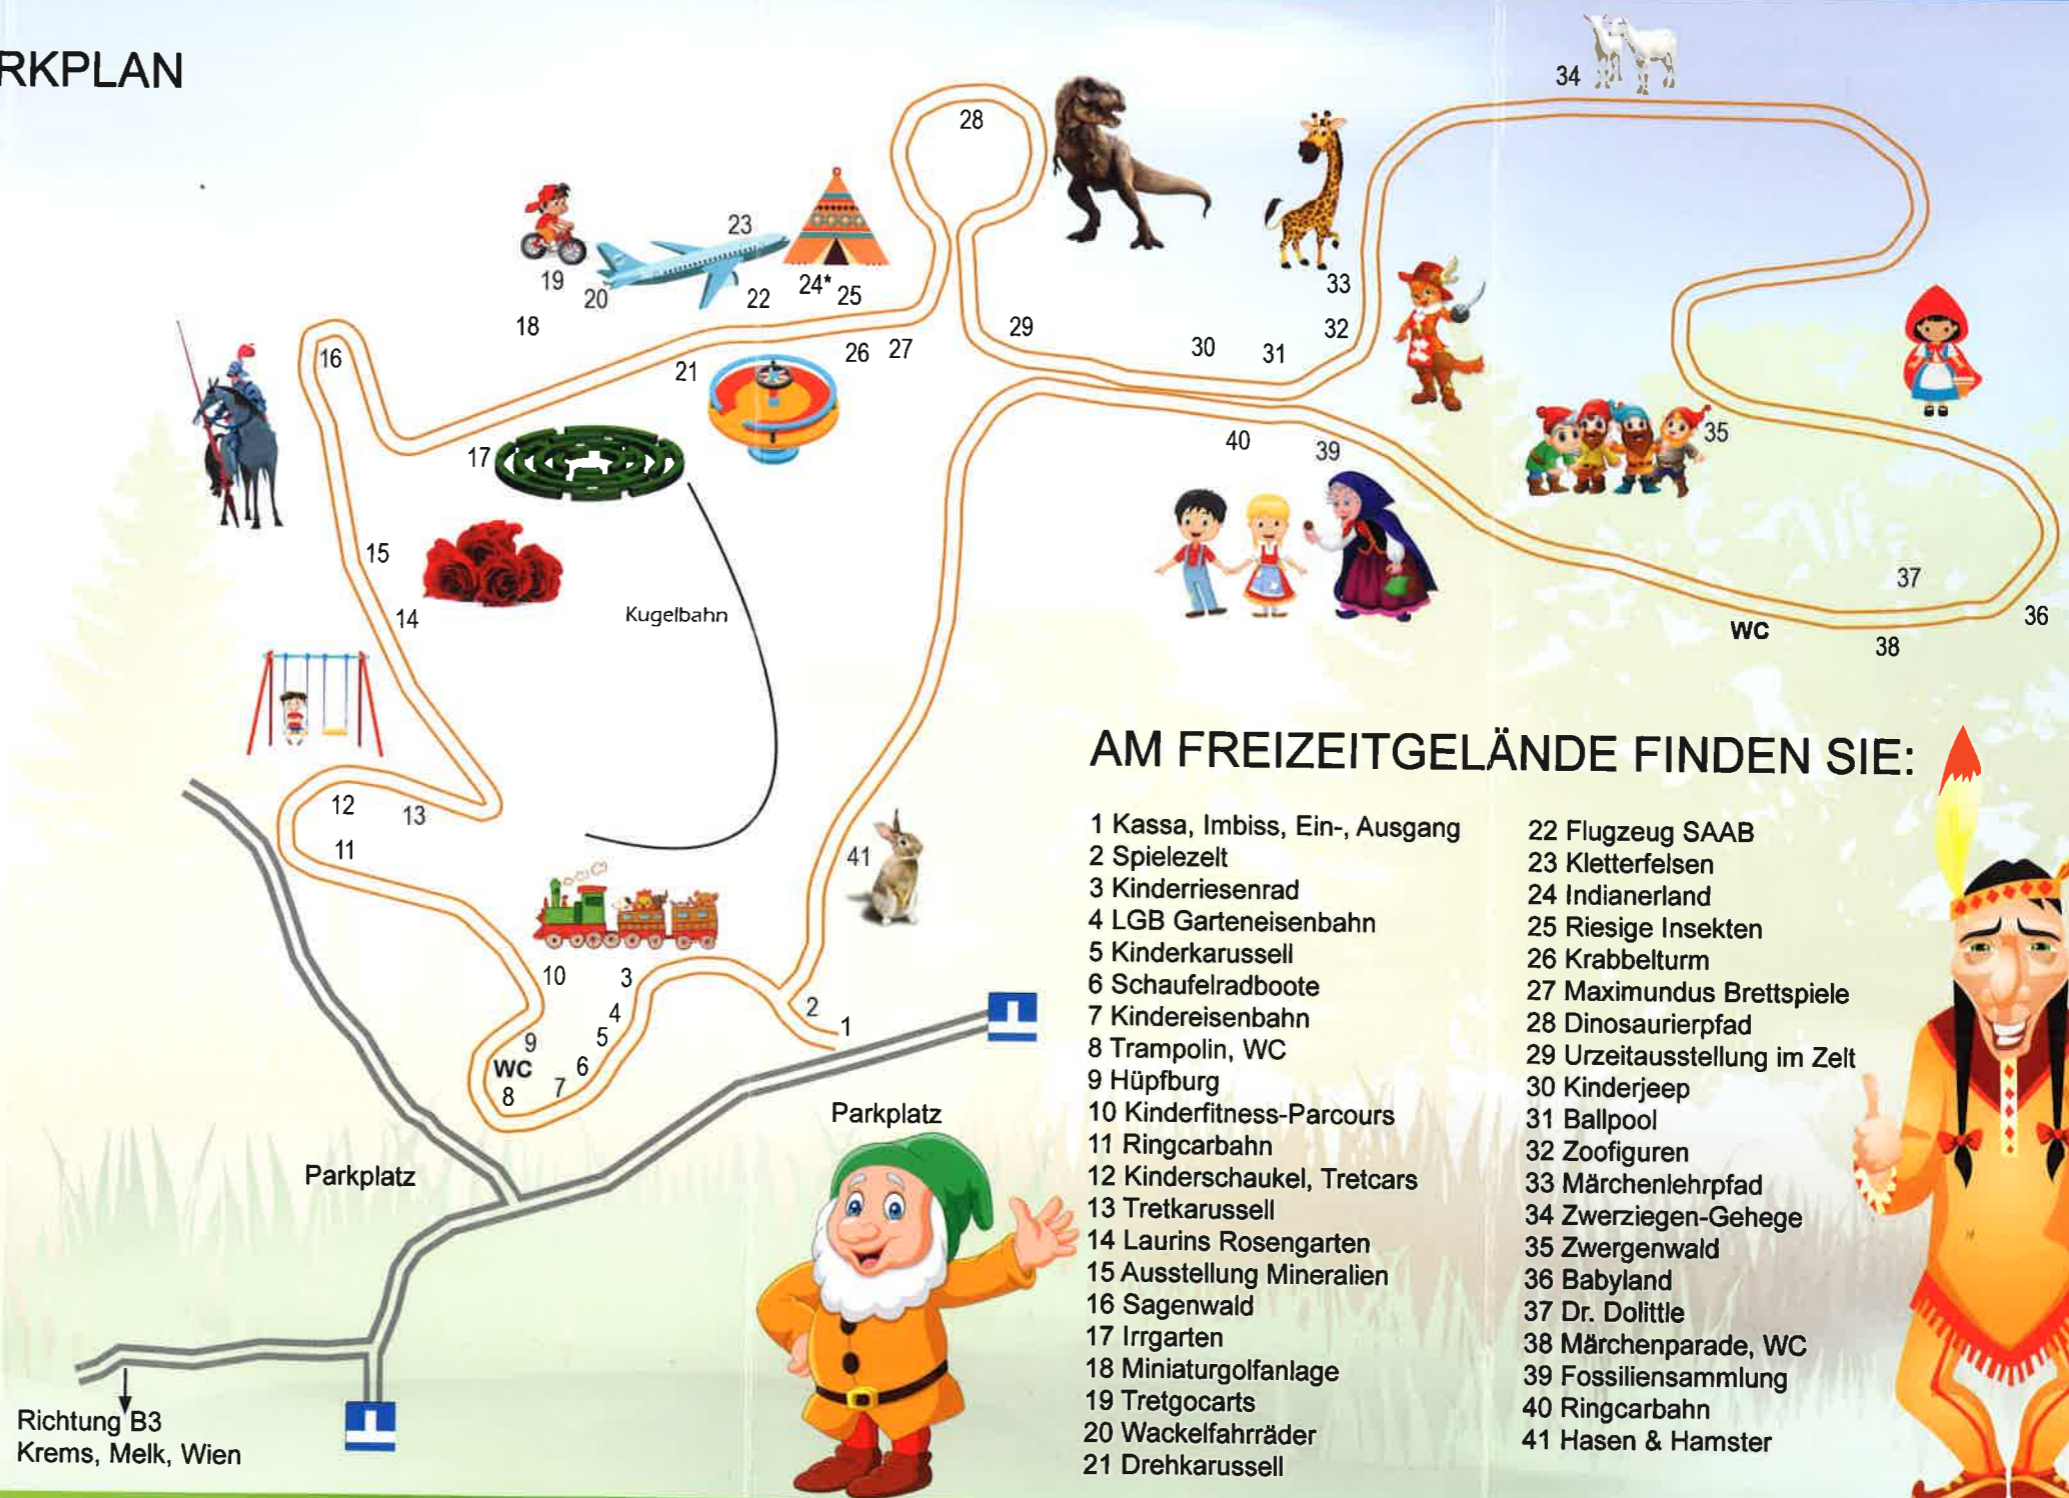 RKPLAN
34
28
23
19
20
22
24*
25
33
18
29
32
16
26
27
30
31
21
40
39
35
17
15
Kugelbahn
14
37
36
WC
38
12
13
11
41
10
3
4
2
1
5
9
WC
6
7
8
Parkplatz
Parkplatz
Richtung B3
Krems, Melk, Wien
AM FREIZEITGELÄNDE FINDEN SIE:
1 Kassa, Imbiss, Ein-, Ausgang
2 Spielezelt
3 Kinderriesenrad
4 LGB Garteneisenbahn
5 Kinderkarussell
6 Schaufelradboote
7 Kindereisenbahn
8 Trampolin, WC
9 Hüpfburg
10 Kinderfitness-Parcours
11 Ringcarbahn
12 Kinderschaukel, Tretcars
13 Tretkarussell
14 Laurins Rosengarten
15 Ausstellung Mineralien
16 Sagenwald
17 Irrgarten
18 Miniaturgolfanlage
19 Tretgocarts
20 Wackelfahrräder
21 Drehkarussell
22 Flugzeug SAAB
23 Kletterfelsen
24 Indianerland
25 Riesige Insekten
26 Krabbelturm
27 Maximundus Brettspiele
28 Dinosaurierpfad
29 Urzeitausstellung im Zelt
30 Kinderjeep
31 Ballpool
32 Zoofiguren
33 Märchenlehrpfad
34 Zwerziegen-Gehege
35 Zwergenwald
36 Babyland
37 Dr. Dolittle
38 Märchenparade, WC
39 Fossiliensammlung
40 Ringcarbahn
41 Hasen & Hamster